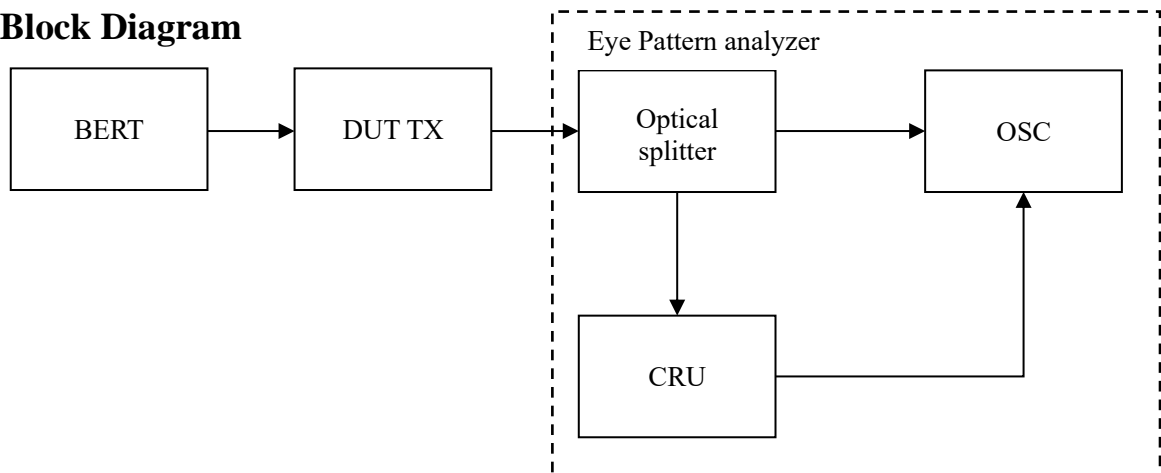 Block Diagram
Eye Pattern analyzer
BERT
DUT TX
Optical
splitter
OSC
CRU